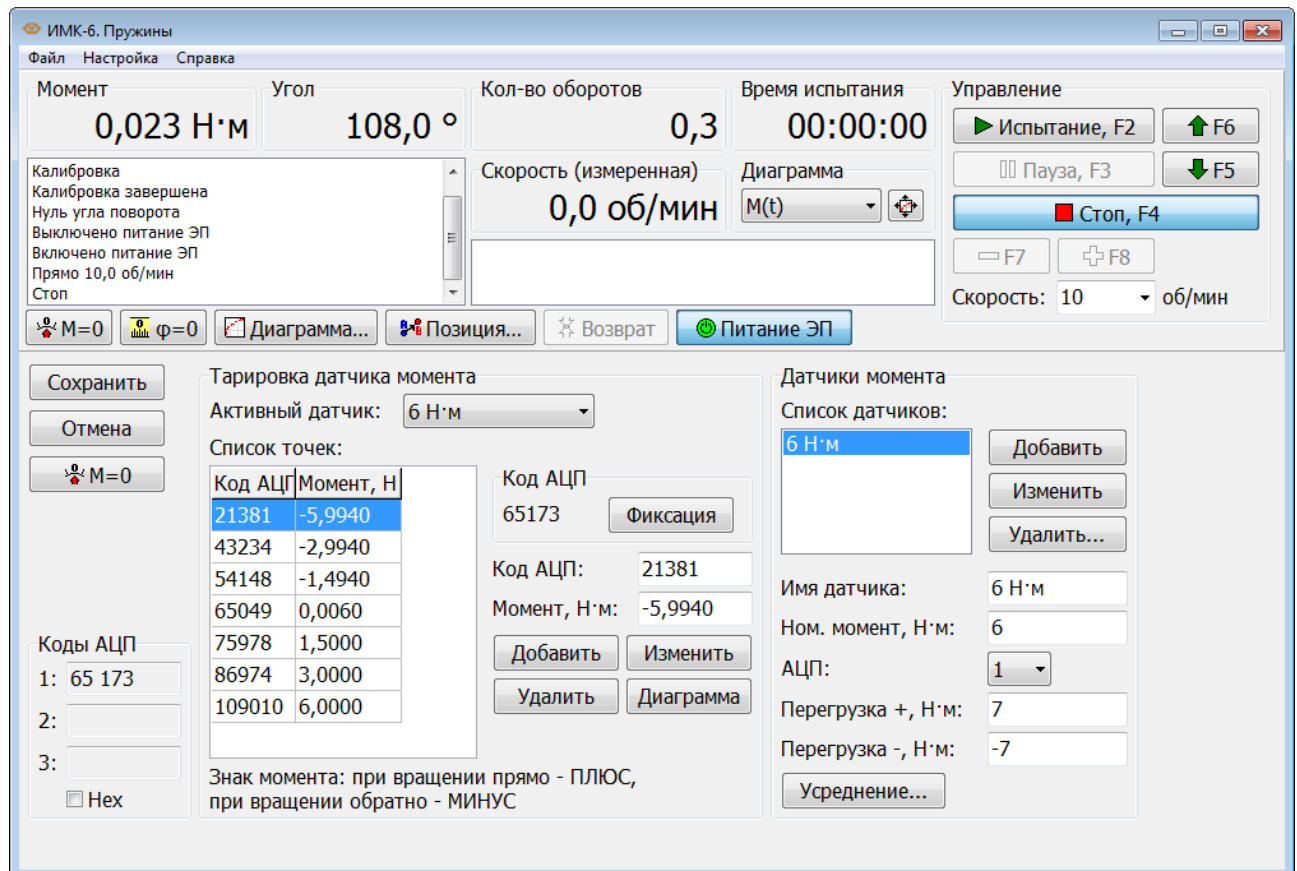 ИМК-6. Пружины
Файл Настройка Справка
Момент
0,023 Н·м
Угол
108,0 °
Кол-во оборотов
0,3
Время испытания
00:00:00
Управление
Испытание, F2
F6
Пауза, F3
F5
Стоп, F4
F7
F8
Скорость: 10 об/мин
Калибровка
Калибровка завершена
Нуль угла поворота
Выключено питание ЭП
Включено питание ЭП
Прямо 10,0 об/мин
Стоп
Скорость (измеренная)
0,0 об/мин
Диаграмма
M(t)
M=0
φ=0
Диаграмма...
Позиция...
Возврат
Питание ЭП
Сохранить
Отмена
M=0
Коды АЦП
1: 65 173
2:
3:
Hex
Тарировка датчика момента
Активный датчик: 6 Н·м
Список точек:
Код АЦП Момент, Н
21381 -5,9940
43234 -2,9940
54148 -1,4940
65049 0,0060
75978 1,5000
86974 3,0000
109010 6,0000
Код АЦП
65173 Фиксация
Код АЦП: 21381
Момент, Н·м: -5,9940
Добавить Изменить
Удалить Диаграмма
Знак момента: при вращении прямо - ПЛЮС,
при вращении обратно - МИНУС
Датчики момента
Список датчиков:
6 Н·м
Добавить
Изменить
Удалить...
Имя датчика: 6 Н·м
Ном. момент, Н·м: 6
АЦП: 1
Перегрузка +, Н·м: 7
Перегрузка -, Н·м: -7
Усреднение...